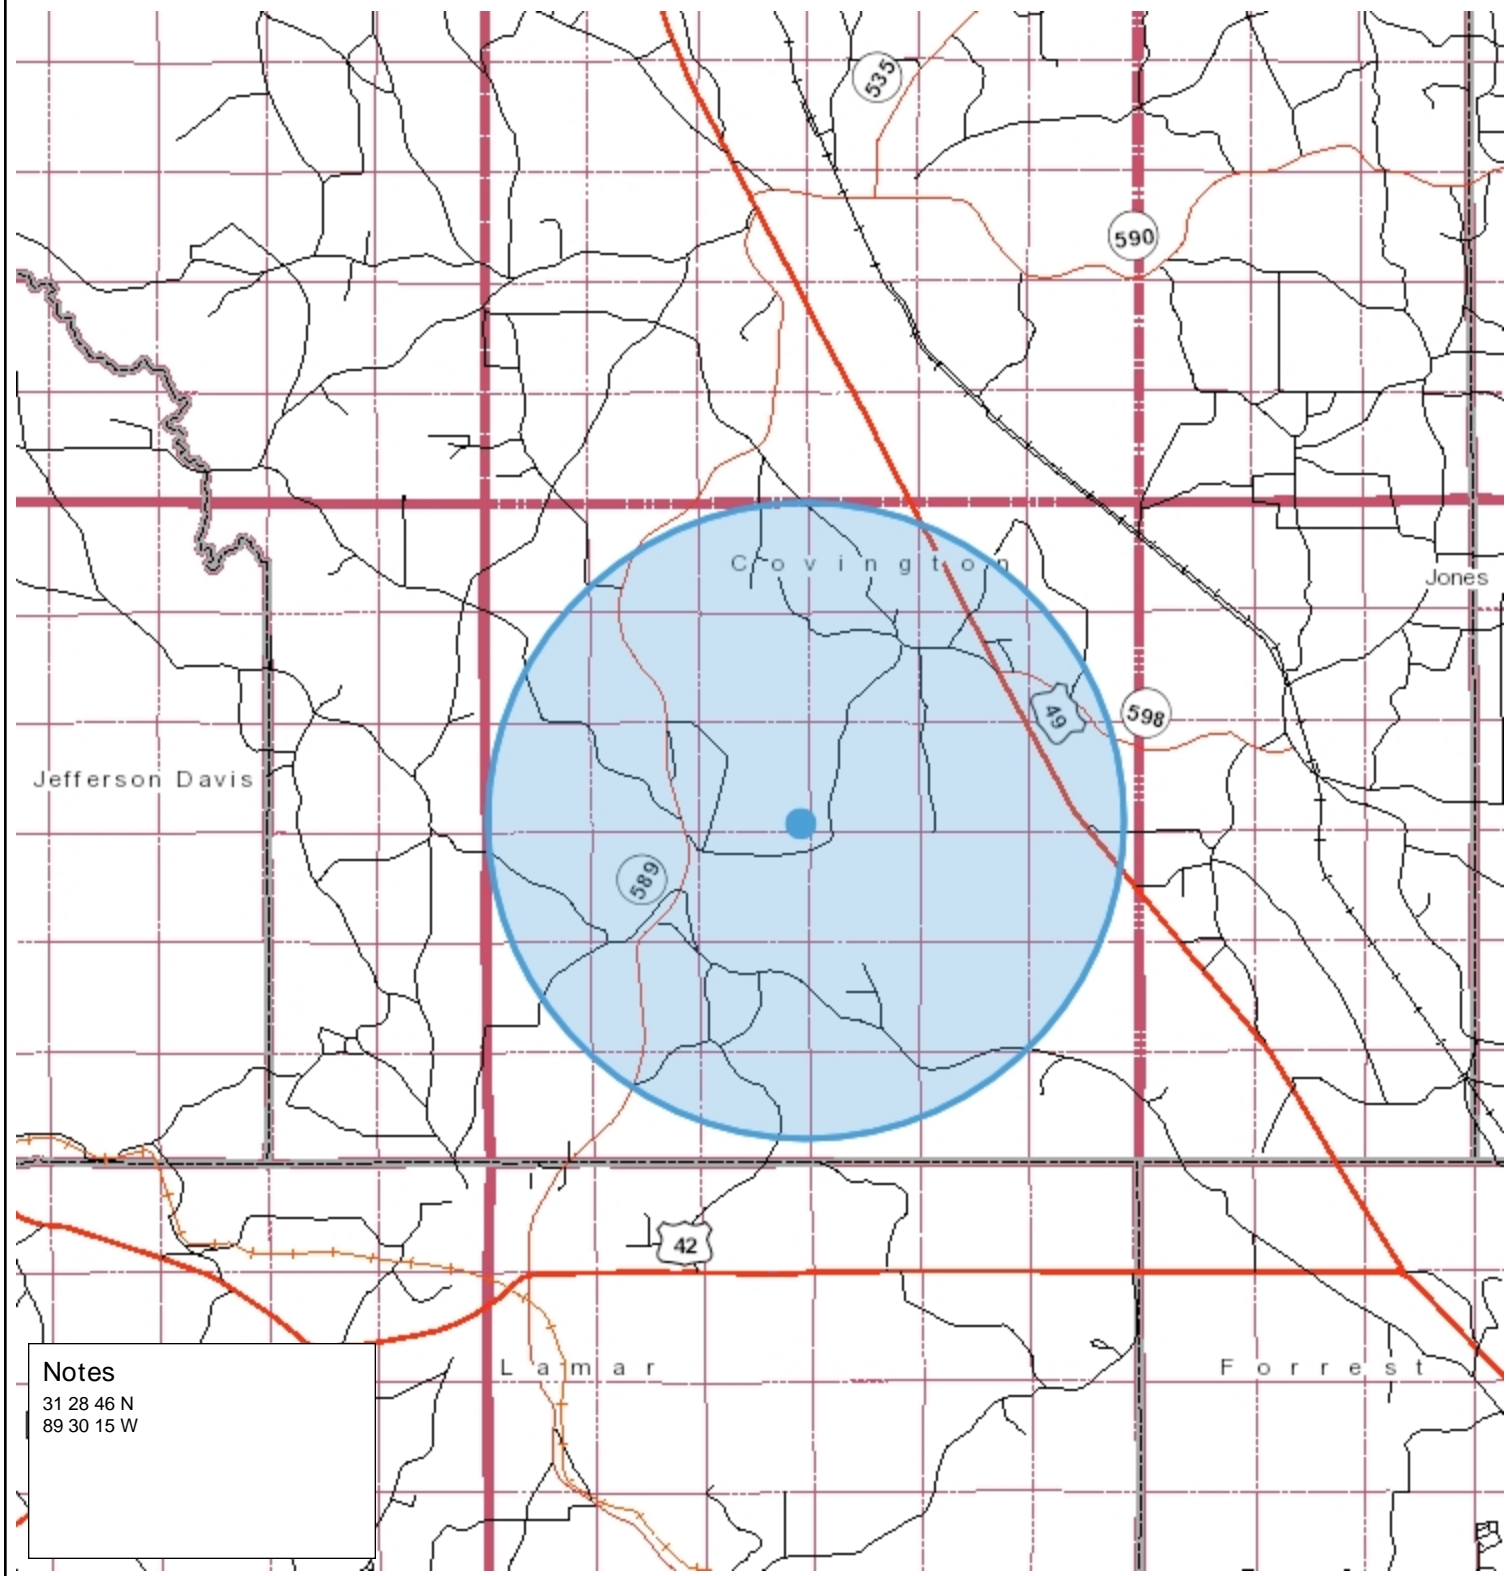 535
590
Covington
Jones
49
598
Jefferson Davis
589
42
Notes
31 28 46 N
89 30 15 W
Lamar
Forrest